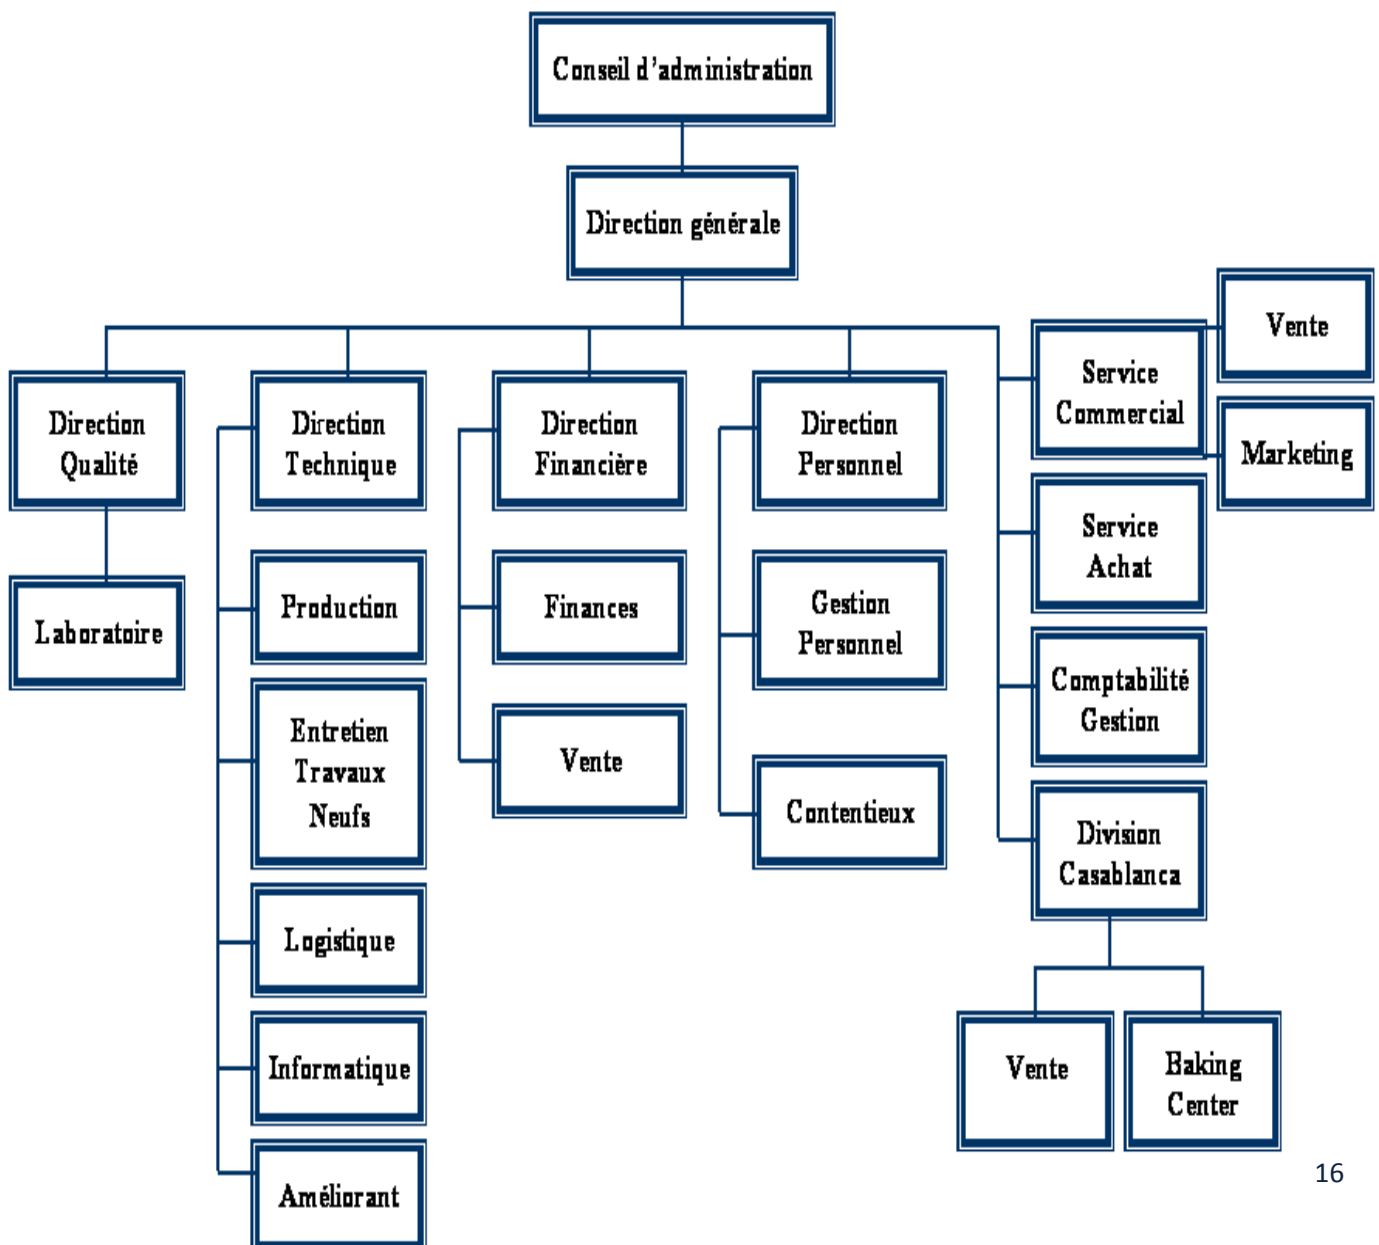 Conseil d'administration
Direction générale
Vente
Service
Commercial
Marketing
Direction
Qualité
Direction
Technique
Direction
Financière
Direction
Personnel
Service
Achat
Laboratoire
Production
Finances
Gestion
Personnel
Comptabilité
Gestion
Entretien
Travaux
Neufs
Vente
Contentieux
Division
Casablanca
Logistique
Informatique
Vente
Baking
Center
Améliorant
16